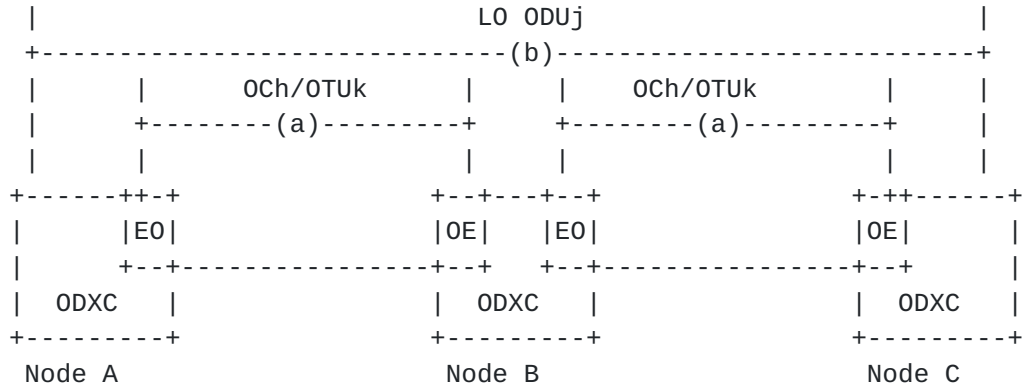 LO ODUj
(b)
OCh/OTUk OCh/OTUk
(a) (a)
EO OE EO OE
ODXC ODXC ODXC
Node A Node B Node C